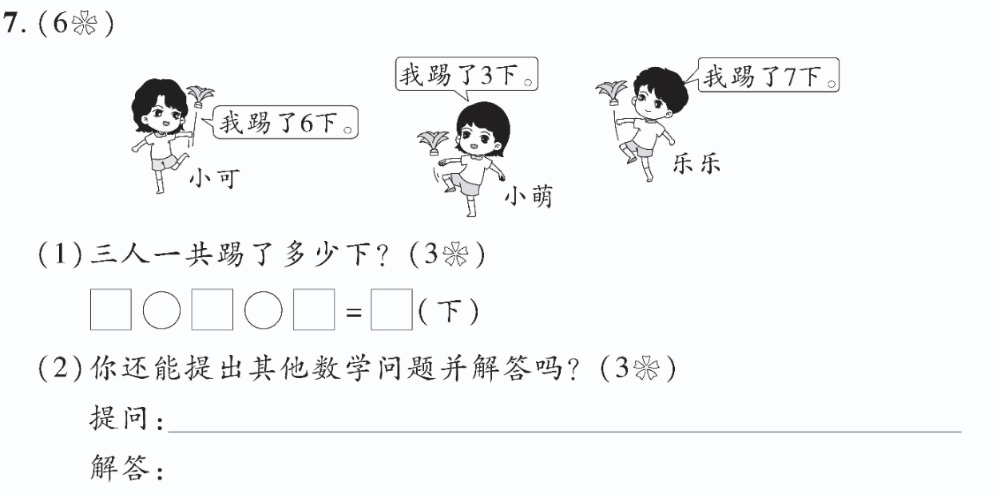 7. (6❀)
我踢了3下。
我踢了7下。
我踢了6下。
小可
小萌
乐乐
(1)三人一共踢了多少下? (3❀)
□○□○□=□(下)
(2)你还能提出其他数学问题并解答吗? (3❀)
提问:
解答: